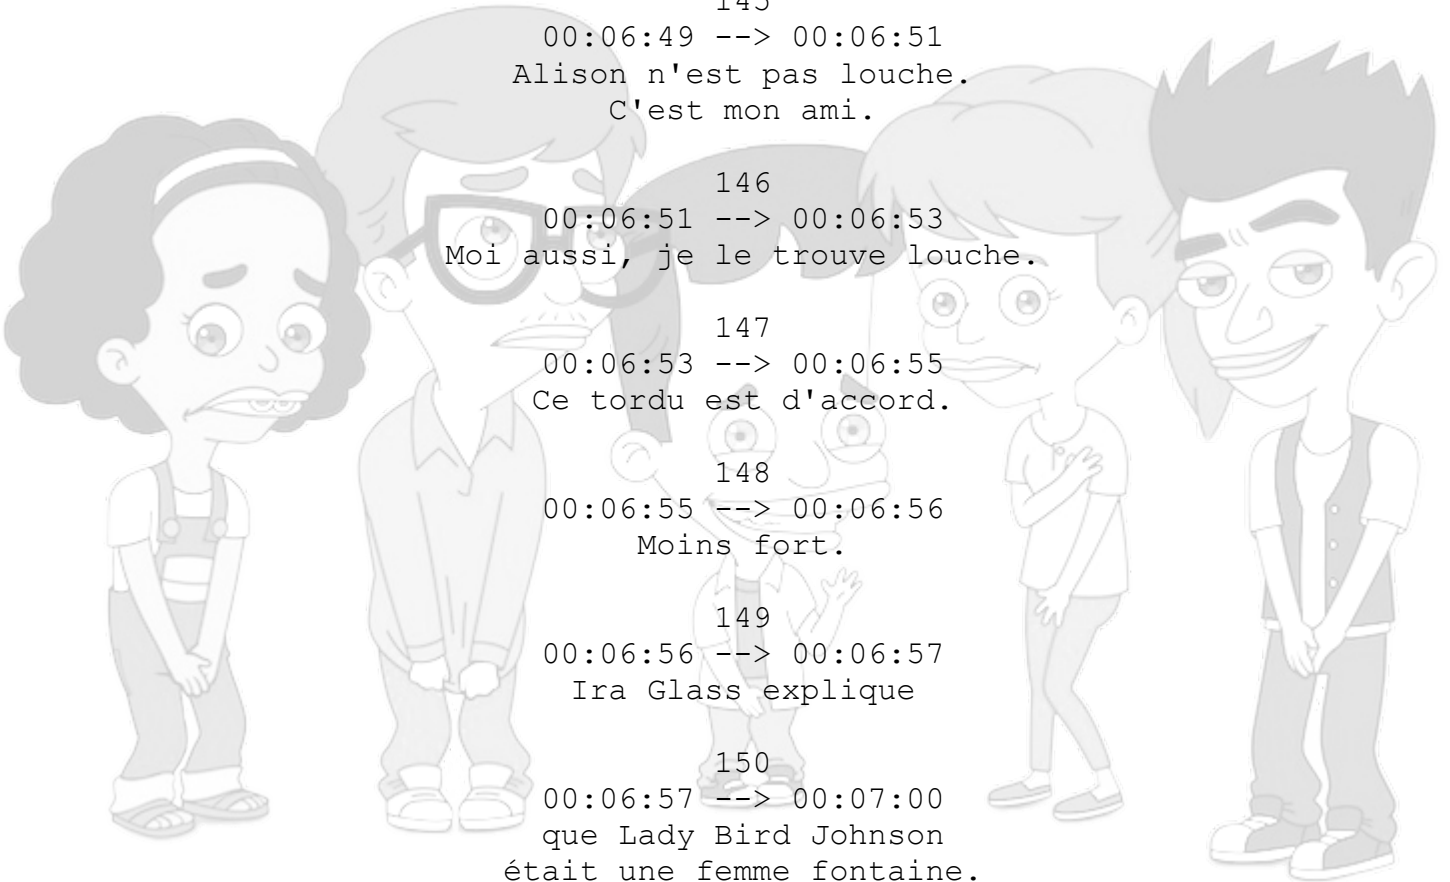 145
00:06:49 --> 00:06:51
Alison n'est pas louche.
C'est mon ami.
146
00:06:51 --> 00:06:53
Moi aussi, je le trouve louche.
147
00:06:53 --> 00:06:55
Ce tordu est d'accord.
148
00:06:55 --> 00:06:56
Moins fort.
149
00:06:56 --> 00:06:57
Ira Glass explique
150
00:06:57 --> 00:07:00
que Lady Bird Johnson
était une femme fontaine.